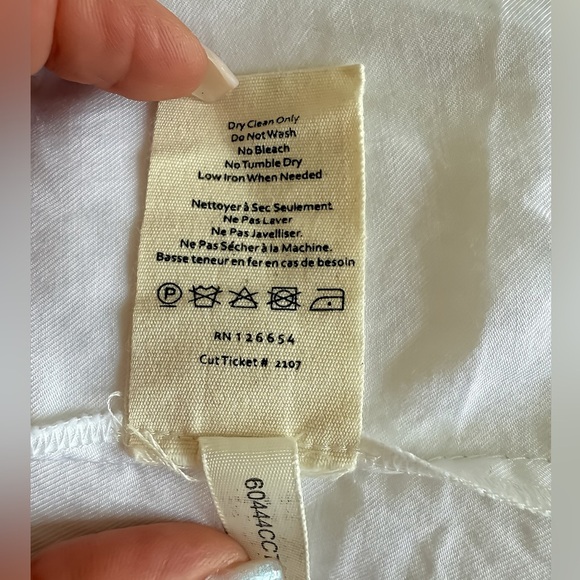 Dry Clean Only
Do Not Wash
No Bleach
No Tumble Dry
Low Iron When Needed
Nettoyer à Sec Seulement
Ne Pas Laver
Ne Pas Javelliser.
Ne Pas Sécher à la Machine.
Basse teneur en fer en cas de besoin
P
RN 126654
Cut Ticket # 2107